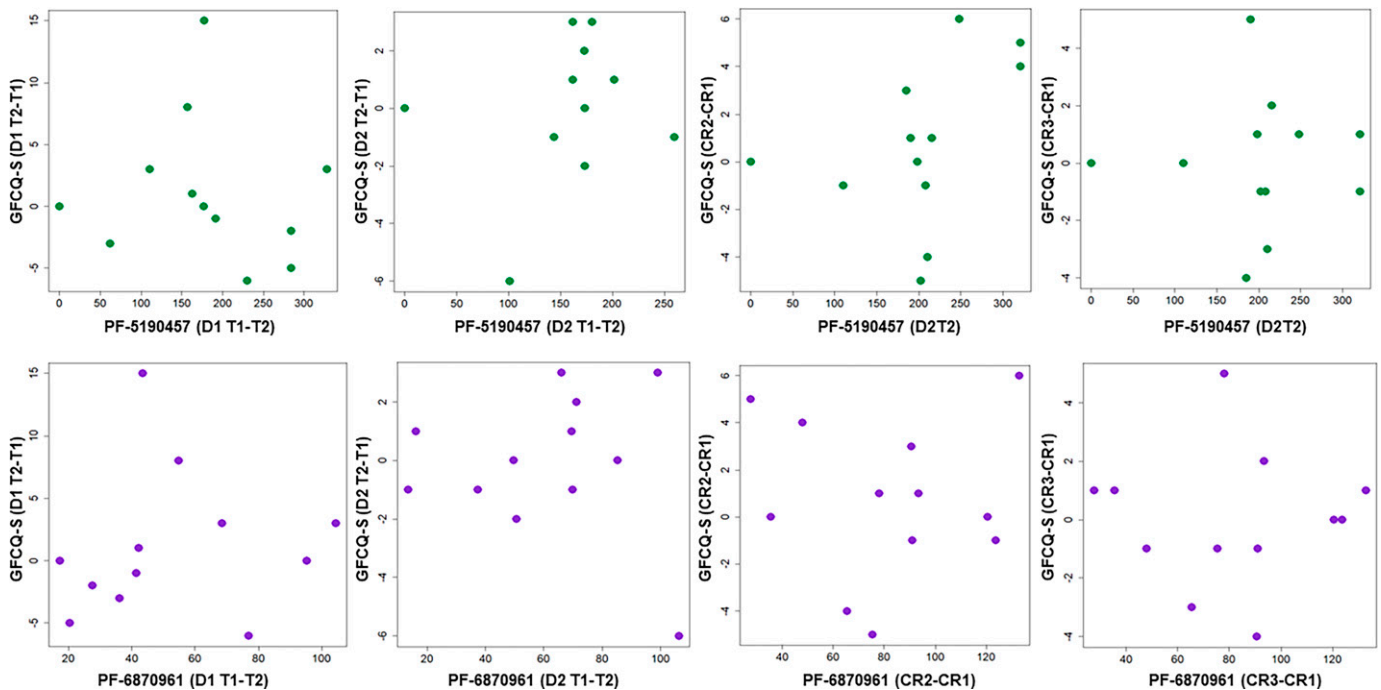 GFCQ-S (D1 T2-T1)
15
10
5
0
-5
0 50 100 150 200 250 300
PF-5190457 (D1 T1-T2)
GFCQ-S (D2 T2-T1)
2
0
-2
-4
-6
0 50 100 150 200 250
PF-5190457 (D2 T1-T2)
GFCQ-S (CR2-CR1)
6
4
2
0
-2
-4
0 50 100 150 200 250 300
PF-5190457 (D2T2)
GFCQ-S (CR3-CR1)
4
2
0
-2
-4
0 50 100 150 200 250 300
PF-5190457 (D2T2)
GFCQ-S (D1 T2-T1)
15
10
5
0
-5
20 40 60 80 100
PF-6870961 (D1 T1-T2)
GFCQ-S (D2 T2-T1)
2
0
-2
-4
-6
20 40 60 80 100
PF-6870961 (D2 T1-T2)
GFCQ-S (CR2-CR1)
6
4
2
0
-2
-4
40 60 80 100 120
PF-6870961 (CR2-CR1)
GFCQ-S (CR3-CR1)
4
2
0
-2
-4
40 60 80 100 120
PF-6870961 (CR3-CR1)